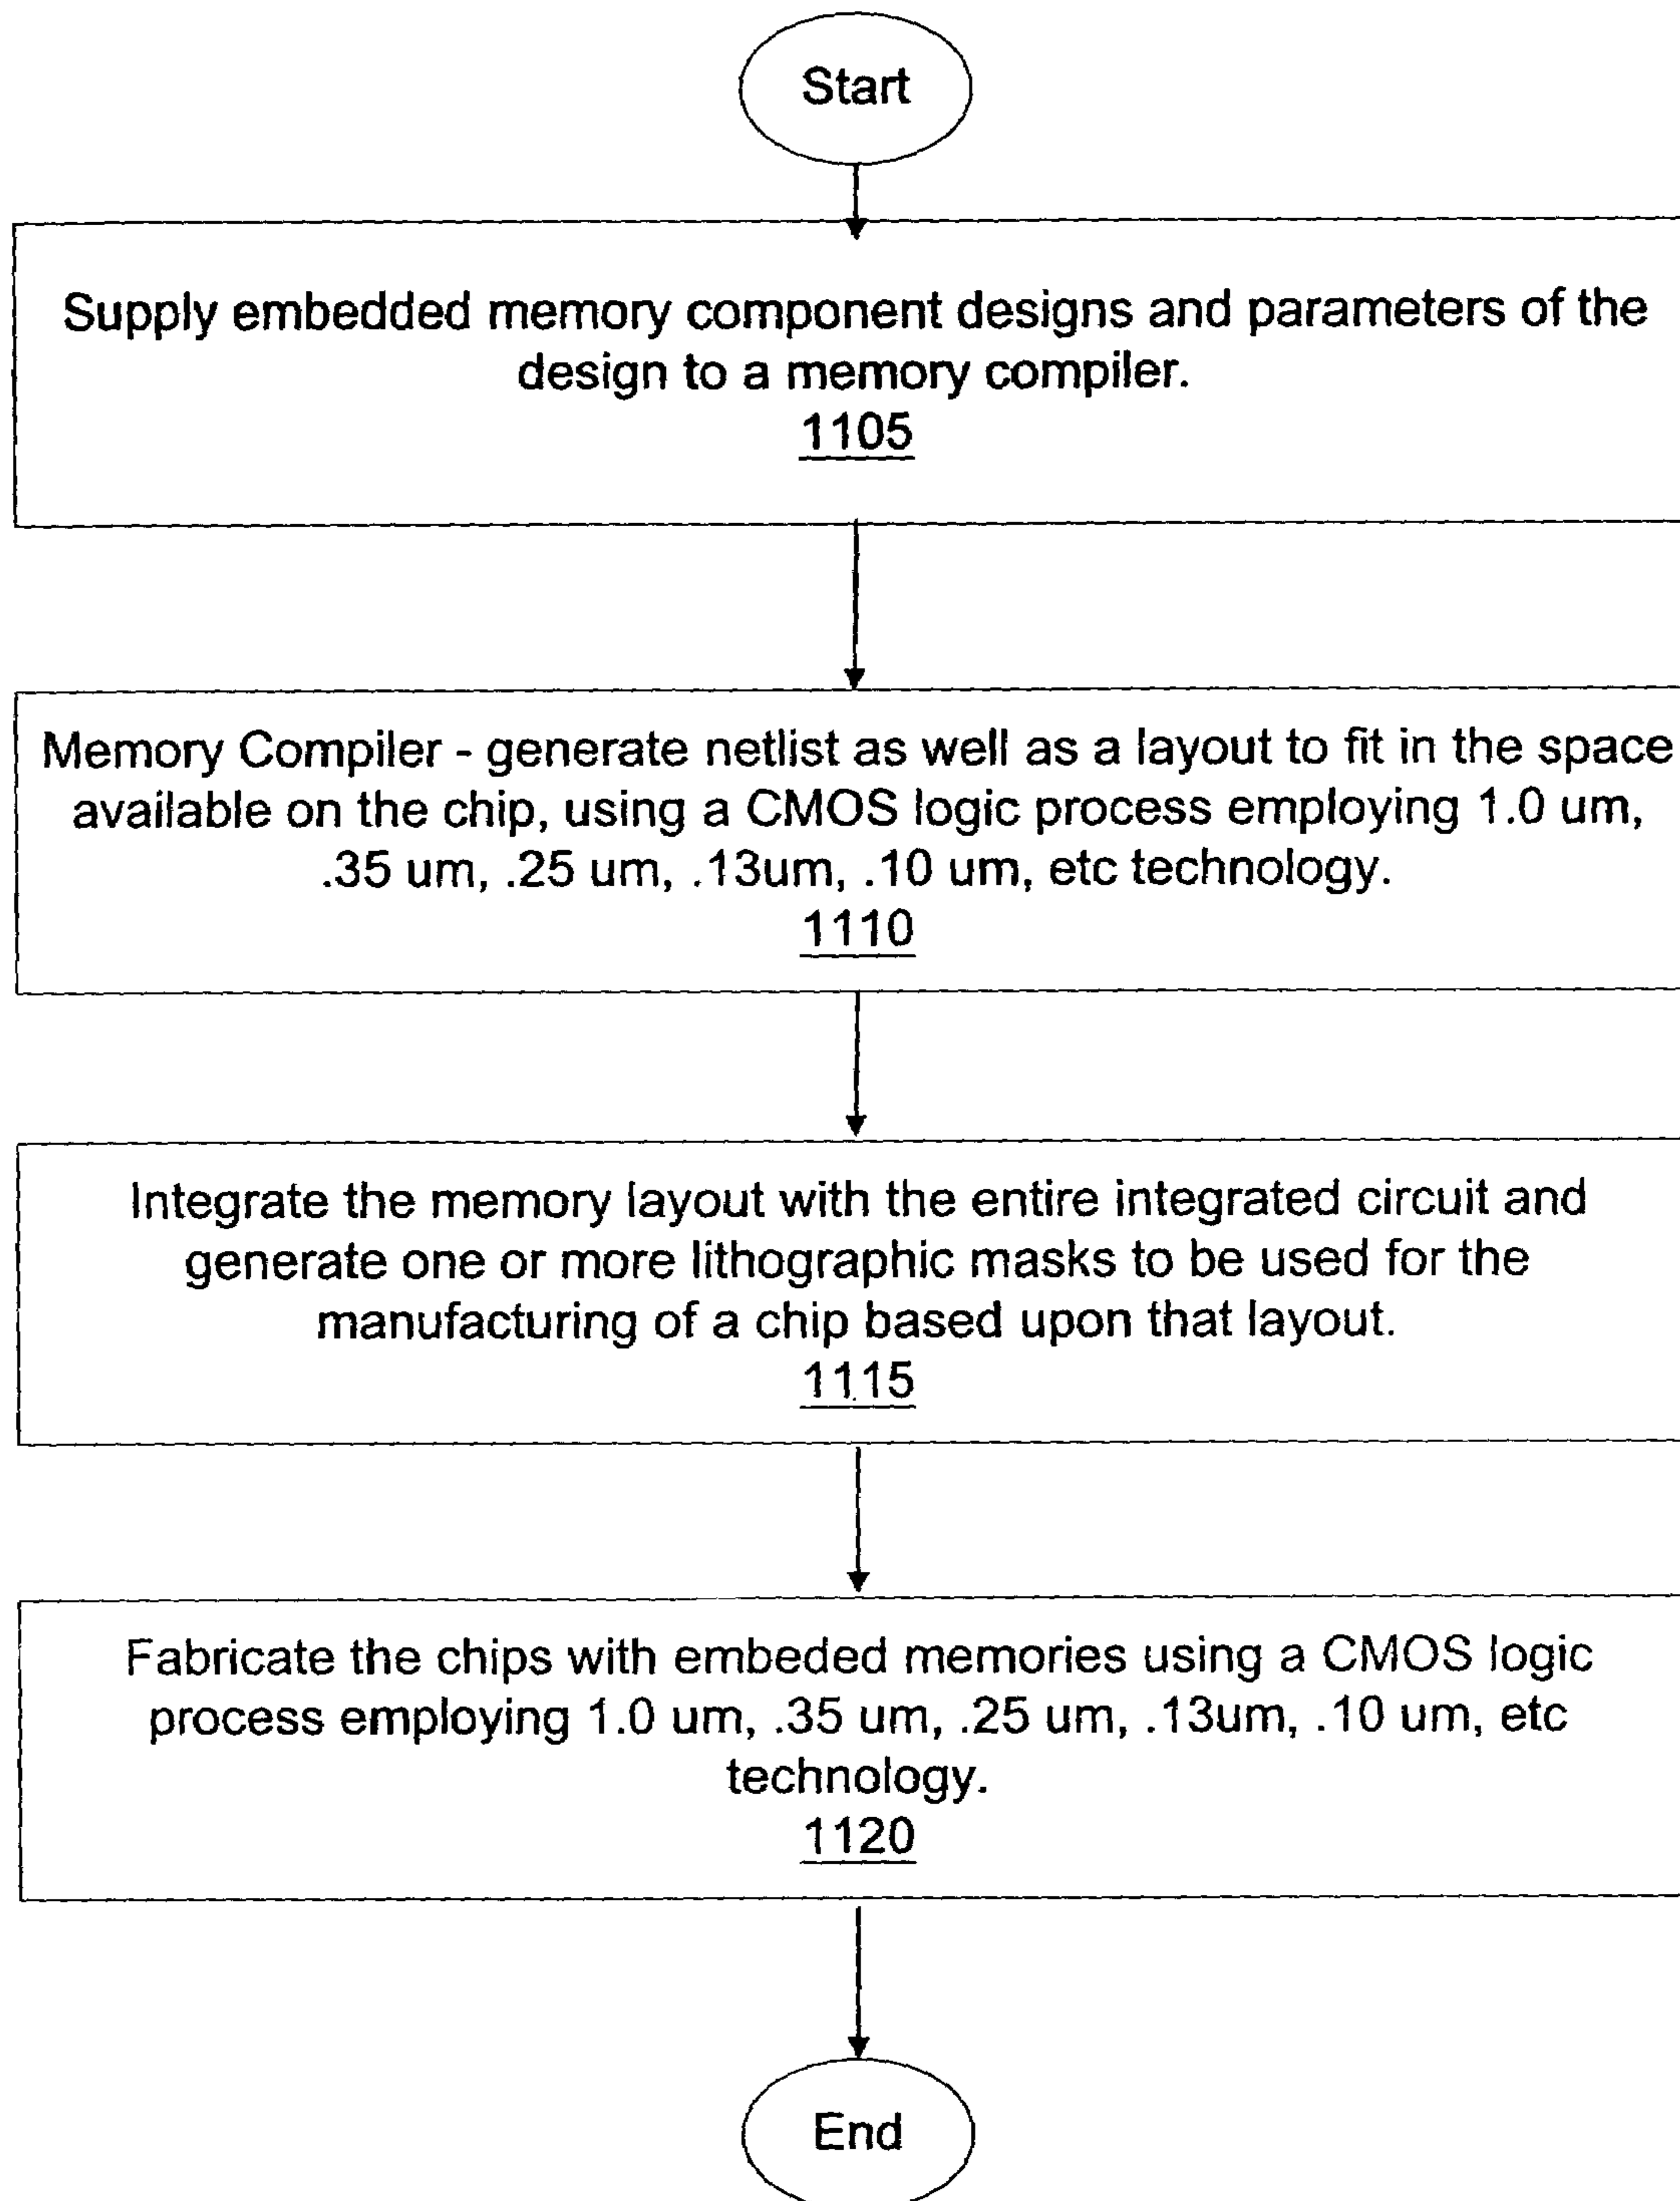 Start
Supply embedded memory component designs and parameters of the
design to a memory compiler.
1105
Memory Compiler - generate netlist as well as a layout to fit in the space
available on the chip, using a CMOS logic process employing 1.0 um,
.35 um, .25 um, .13um, .10 um, etc technology.
1110
Integrate the memory layout with the entire integrated circuit and
generate one or more lithographic masks to be used for the
manufacturing of a chip based upon that layout.
1115
Fabricate the chips with embeded memories using a CMOS logic
process employing 1.0 um, .35 um, .25 um, .13um, .10 um, etc
technology.
1120
End